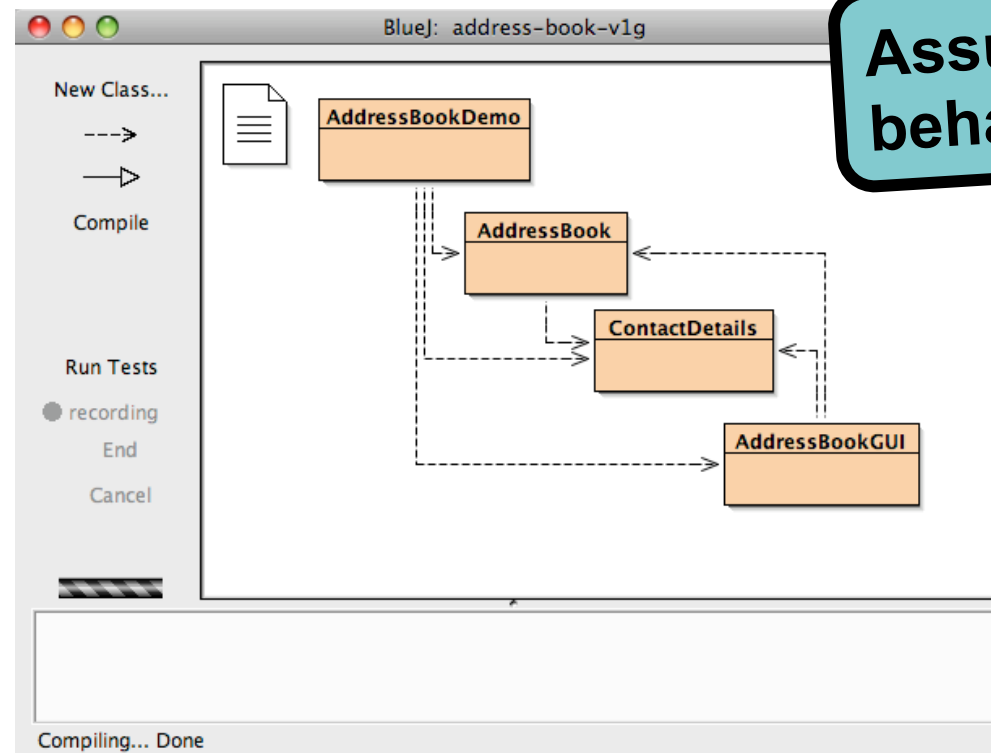 BlueJ: address-book-v1g
New Class...
Compile
Run Tests
recording
End
Cancel
AddressBookDemo
AddressBook
ContactDetails
AddressBookGUI
Compiling... Done